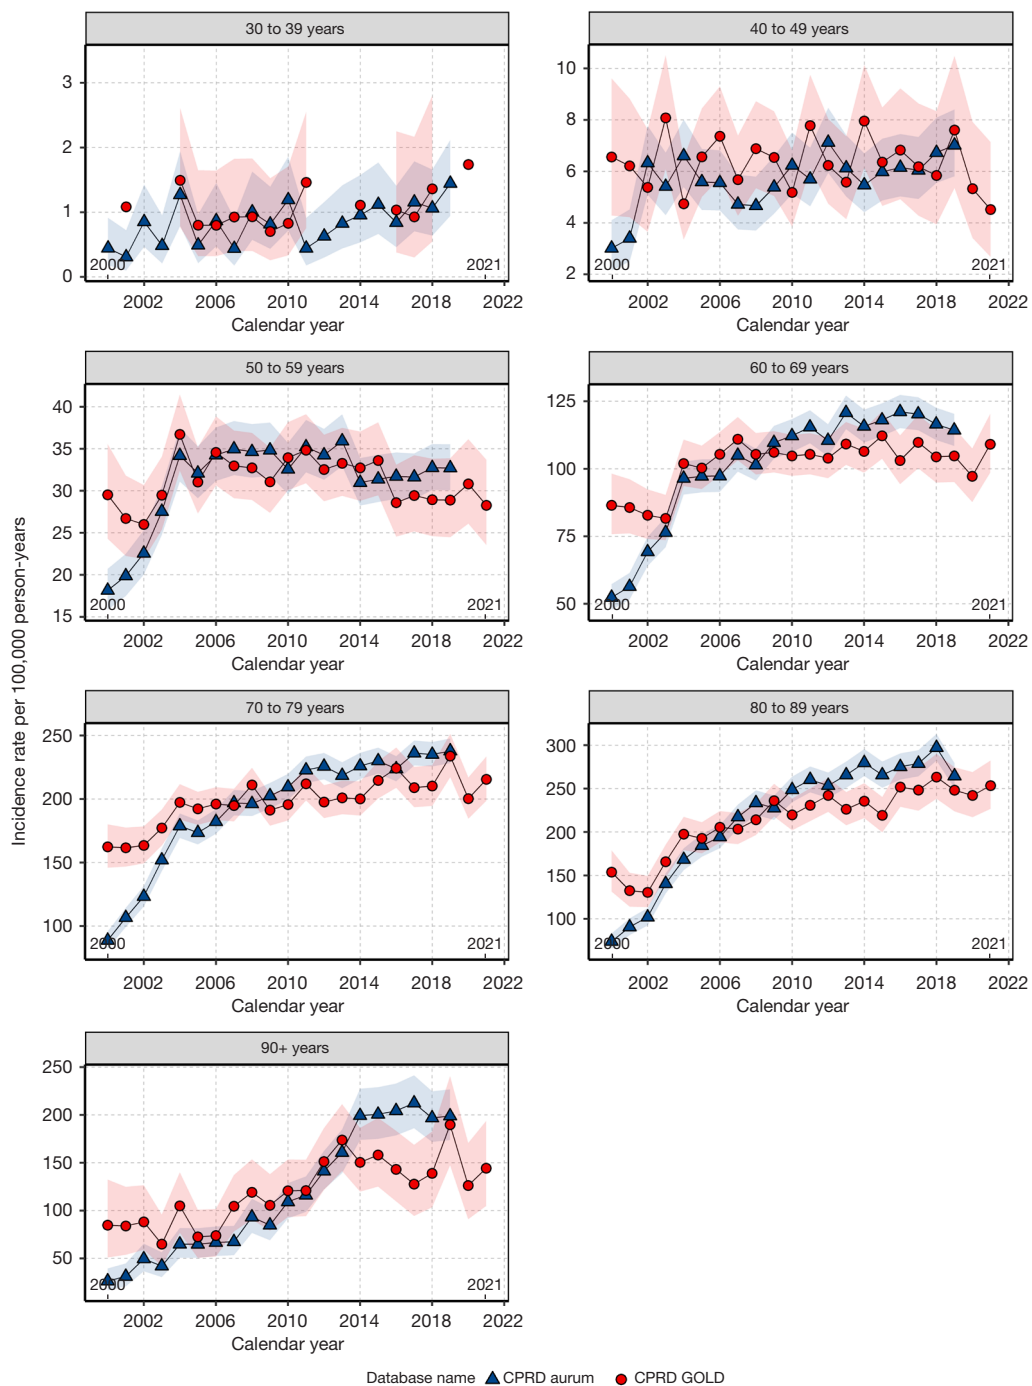 30 to 39 years
3
2
1
0
2000
2021
2002 2006 2010 2014 2018 2022
Calendar year
40 to 49 years
10
8
6
4
2
2000
2021
2002 2006 2010 2014 2018 2022
Calendar year
50 to 59 years
40
35
30
25
20
15
2000
2021
2002 2006 2010 2014 2018 2022
Calendar year
60 to 69 years
125
100
75
50
2000
2021
2002 2006 2010 2014 2018 2022
Calendar year
Incidence rate per 100,000 person-years
70 to 79 years
250
200
150
100
2000
2021
2002 2006 2010 2014 2018 2022
Calendar year
80 to 89 years
300
250
200
150
100
2000
2021
2002 2006 2010 2014 2018 2022
Calendar year
90+ years
250
200
150
100
50
2000
2021
2002 2006 2010 2014 2018 2022
Calendar year
Database name CPRD aurum CPRD GOLD